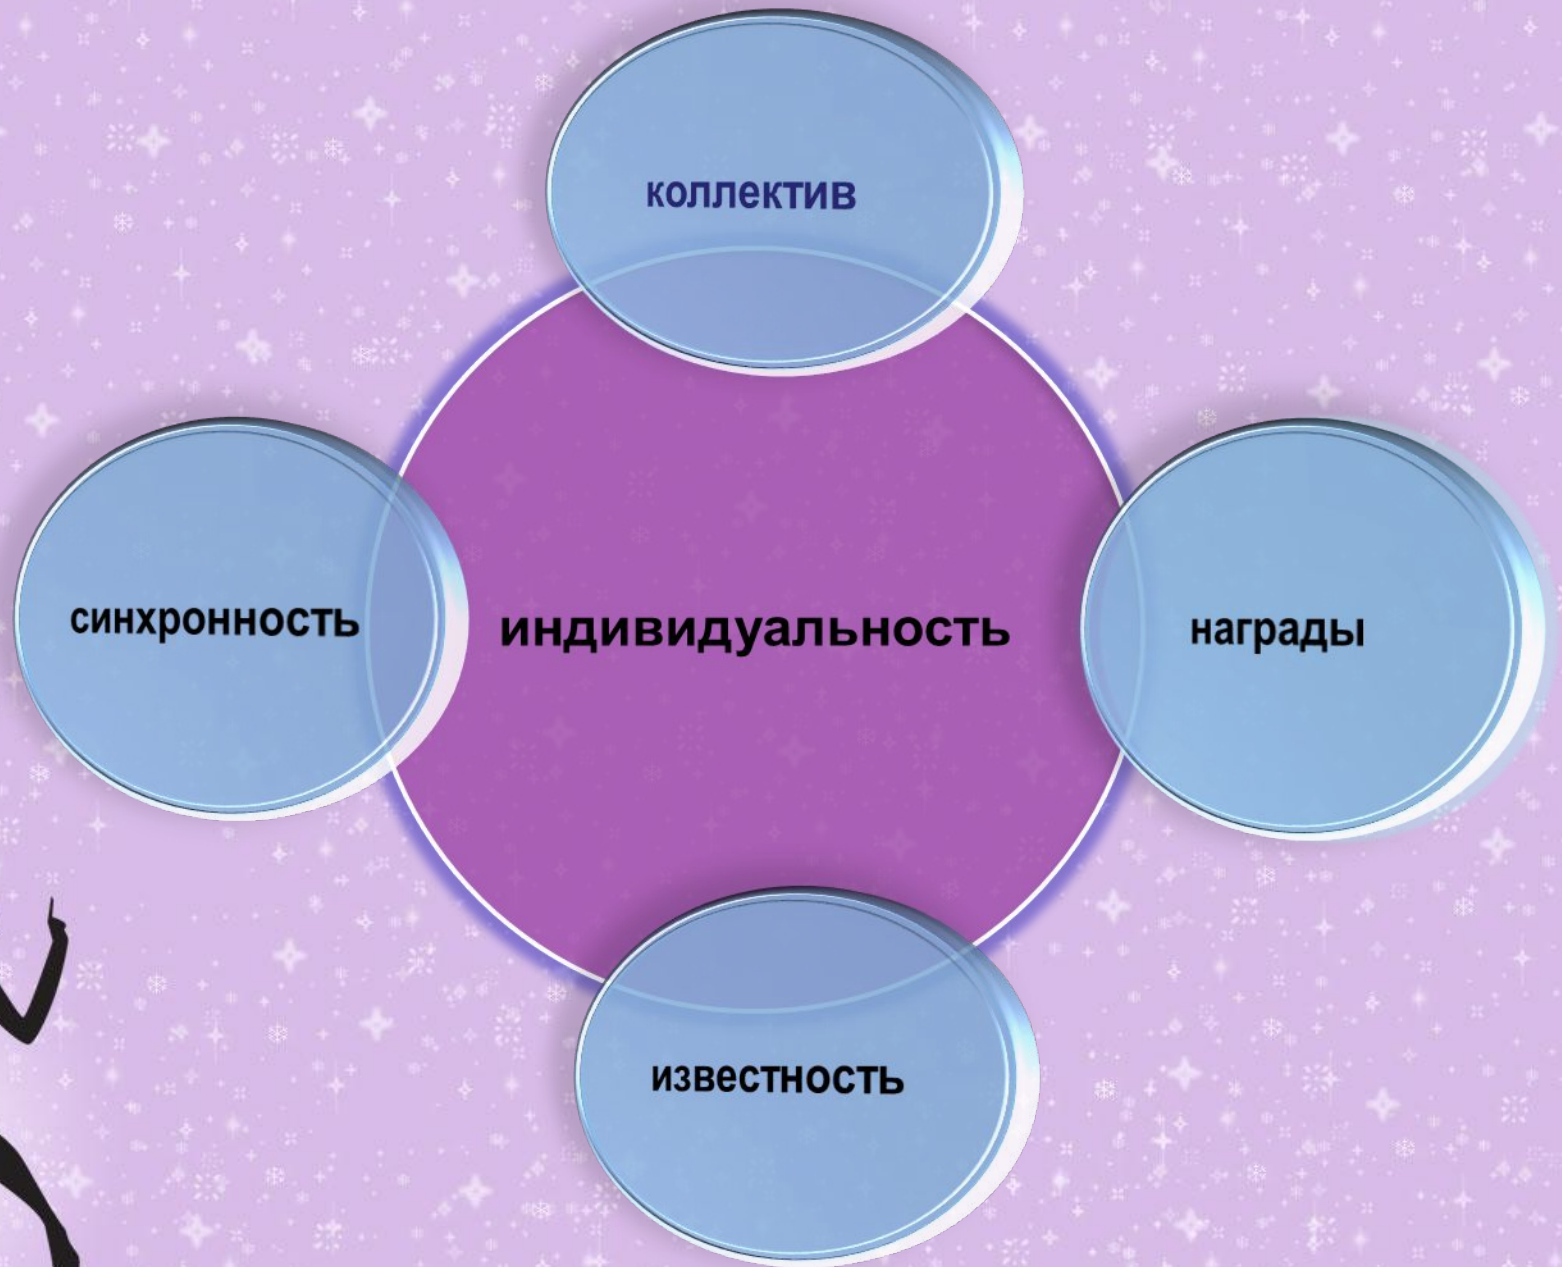 коллектив
синхронность
индивидуальность
награды
известность